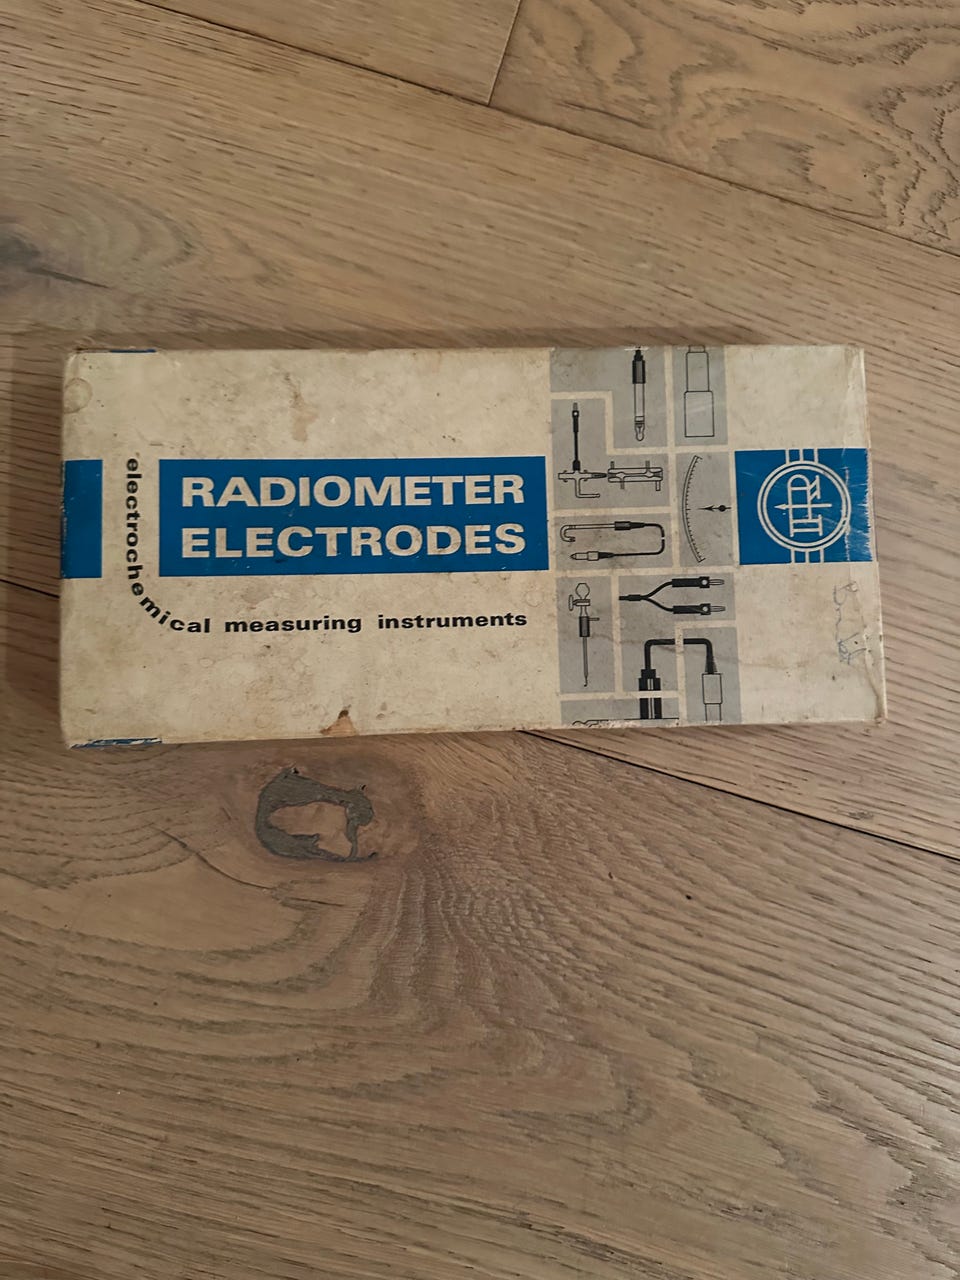 RADIOMETER
ELECTRODES
electrochemical measuring instruments